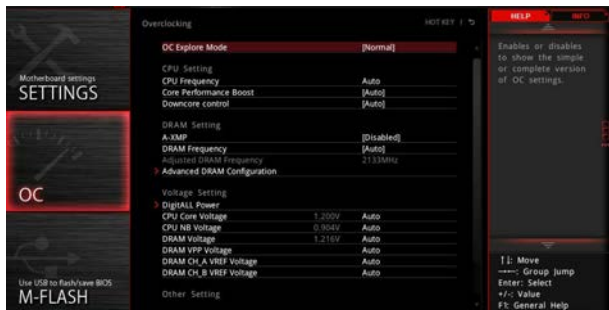 Overclocking
HOT KEY
HELP
INFO
OC Explore Mode [Normal]
CPU Setting
CPU Frequency Auto
Core Performance Boost [Auto]
Downcore control [Auto]
DRAM Setting
A-XMP [Disabled]
DRAM Frequency [Auto]
Adjusted DRAM Frequency 2133MHz
Advanced DRAM Configuration
Voltage Setting
DigitALL Power
CPU Core Voltage 1.200V Auto
CPU NB Voltage 0.904V Auto
DRAM Voltage 1.216V Auto
DRAM VPP Voltage Auto
DRAM CH_A VREF Voltage Auto
DRAM CH_B VREF Voltage Auto
Other Setting
Motherboard settings
SETTINGS
OC
Use USB to flash/save BIOS
M-FLASH
Enables or disables
to show the simple
or complete version
of OC settings.
↑↓: Move
Group Jump
Enter: Select
+/-: Value
F1: General Help